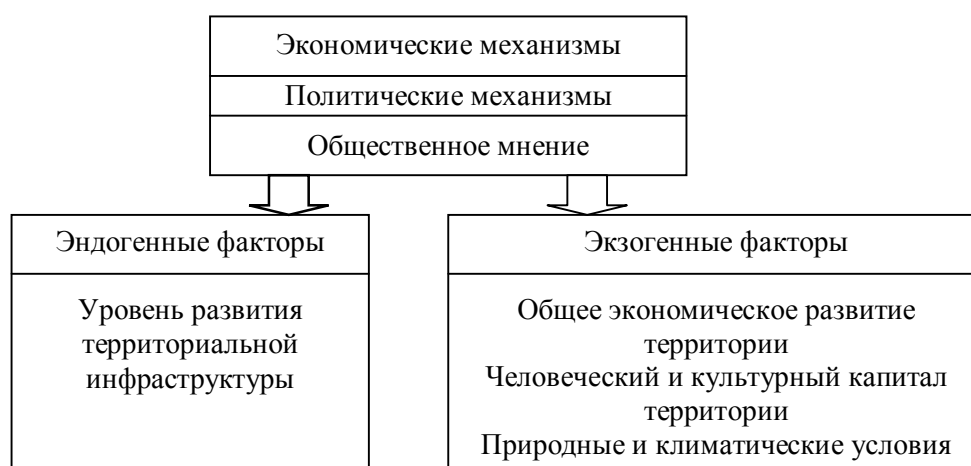 Экономические механизмы
Политические механизмы
Общественное мнение
Эндогенные факторы
Уровень развития
территориальной
инфраструктуры
Экзогенные факторы
Общее экономическое развитие
территории
Человеческий и культурный капитал
территории
Природные и климатические условия